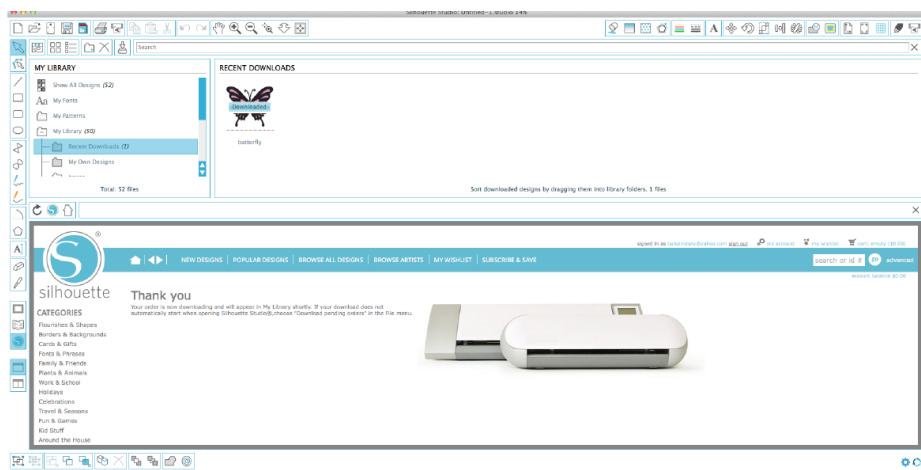 Silhouette Studio: Untitled-1.studio 14%
Search
MY LIBRARY
Show All Designs (52)
Aa My Fonts
My Patterns
My Library (50)
Recent Downloads (1)
My Own Designs
Total: 52 files
RECENT DOWNLOADS
Downloaded
butterfly
Sort downloaded designs by dragging them into library folders. 1 files
S
®
silhouette
my account
my wishlist
cart: empty ($0.00)
sign out
NEW DESIGNS | POPULAR DESIGNS | BROWSE ALL DESIGNS | BROWSE ARTISTS | MY WISHLIST | SUBSCRIBE & SAVE
search or id #
go
advanced
account balance $0.00
Thank you
Your order is now downloading and will appear in My Library shortly. If your download does not
automatically start when opening Silhouette Studio®,choose "Download pending orders" in the File menu.
CATEGORIES
Flourishes & Shapes
Borders & Backgrounds
Cards & Gifts
Fonts & Phrases
Family & Friends
Plants & Animals
Work & School
Holidays
Celebrations
Travel & Seasons
Fun & Games
Kid Stuff
Around the House